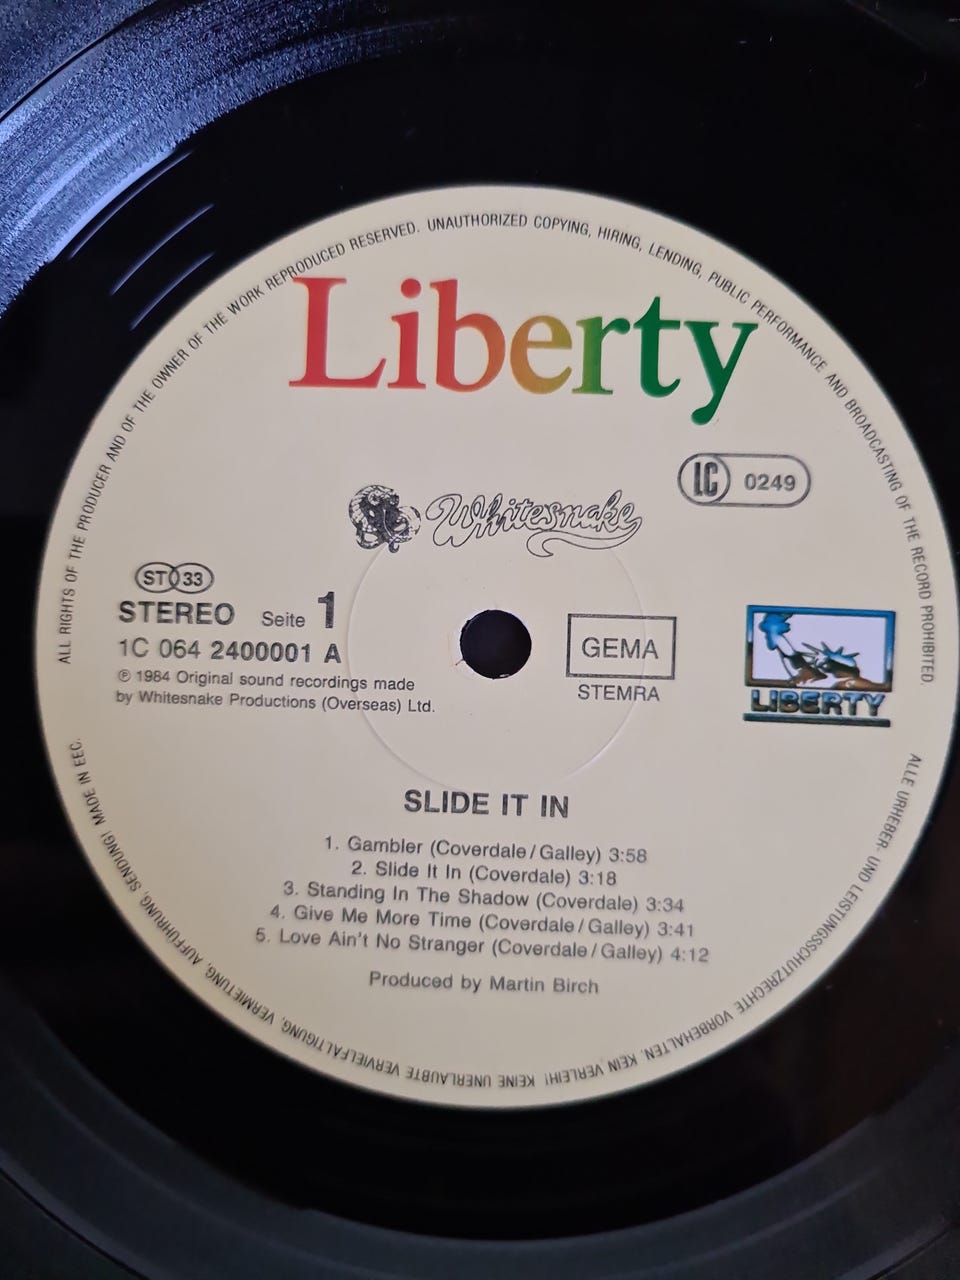 ALL RIGHTS OF THE PRODUCER AND OF THE OWNER OF THE WORK REPRODUCED RESERVED. UNAUTHORIZED COPYING, HIRING, LENDING, PUBLIC PERFORMANCE AND BROADCASTING OF THE RECORD PROHIBITED.
Liberty
LC 0249
Whitesnake
ST 33
STEREO Seite 1
1C 064 2400001 A
℗ 1984 Original sound recordings made
by Whitesnake Productions (Overseas) Ltd.
GEMA
STEMRA
LIBERTY
SLIDE IT IN
1. Gambler (Coverdale/Galley) 3:58
2. Slide It In (Coverdale) 3:18
3. Standing In The Shadow (Coverdale) 3:34
4. Give Me More Time (Coverdale/Galley) 3:41
5. Love Ain't No Stranger (Coverdale/Galley) 4:12
Produced by Martin Birch
ALLE URHEBER- UND LEISTUNGSSCHUTZRECHTE VORBEHALTEN. KEIN VERLEIH! KEINE UNERLAUBTE VERVIELFÄLTIGUNG, VERMIETUNG, AUFFÜHRUNG, SENDUNG! MADE IN EEC.